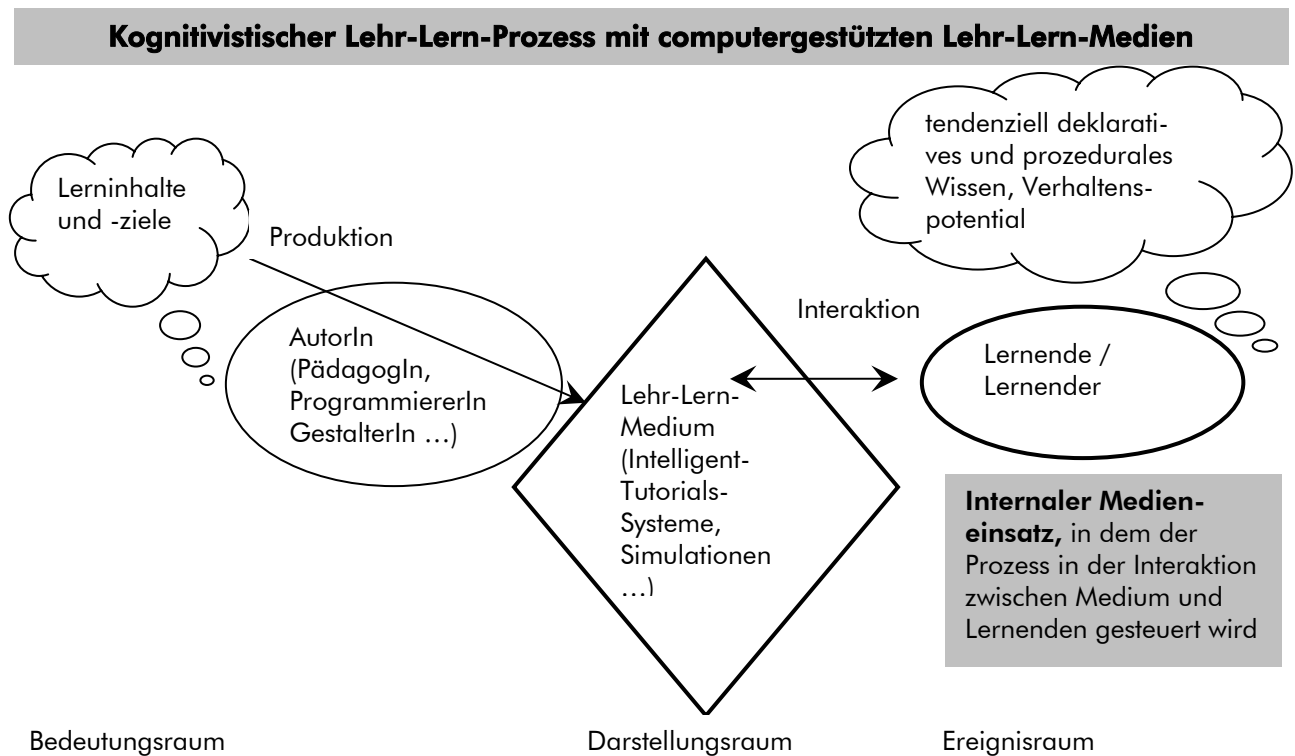 Kognitivistischer Lehr-Lern-Prozess mit computergestützten Lehr-Lern-Medien
Lerninhalte
und -ziele
Produktion
AutorIn
(PädagogIn,
ProgrammiererIn
GestalterIn …)
Lehr-Lern-
Medium
(Intelligent-
Tutorials-
Systeme,
Simulationen
…)
Interaktion
tendenziell deklarati-
ves und prozedurales
Wissen, Verhaltens-
potential
Lernende /
Lernender
Internaler Medien-
einsatz, in dem der
Prozess in der Interaktion
zwischen Medium und
Lernenden gesteuert wird
Bedeutungsraum
Darstellungsraum
Ereignisraum